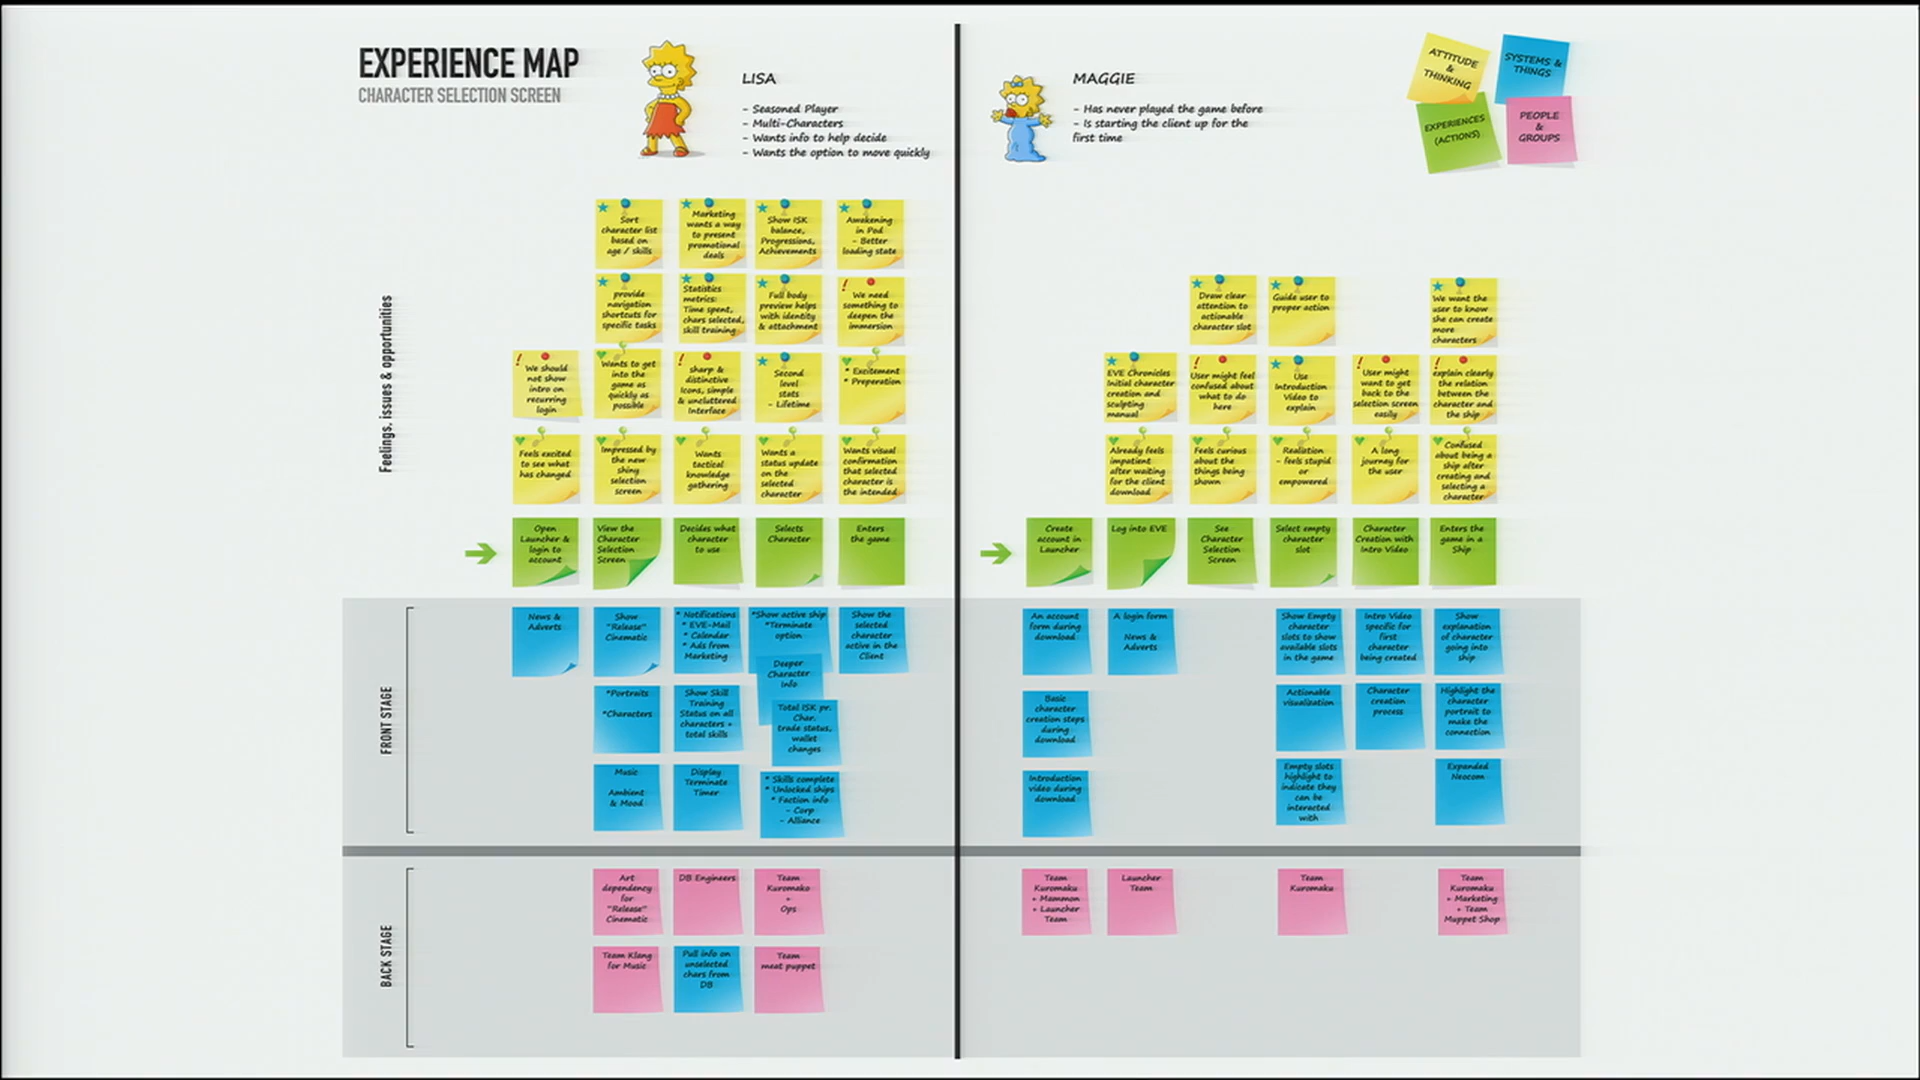 EXPERIENCE MAP
CHARACTER SELECTION SCREEN
LISA
- Seasoned Player
- Multi-Characters
- Wants info to help decide
- Wants the option to move quickly
MAGGIE
- Has never played the game before
- Is starting the client up for the
first time
ATTITUDE
&
THINKING
SYSTEMS &
THINGS
EXPERIENCES
(ACTIONS)
PEOPLE
&
GROUPS
Feelings, issues & opportunities
Sort
character list
based on
age / skills
Marketing
wants a way
to present
promotional
deals
Show ISK
balance,
Progressions,
Achievements
Awakening
in Pod
- Better
loading state
provide
navigation
shortcuts for
specific tasks
Statistics
metrics:
Time spent,
chars selected,
skill training
Full body
preview helps
with identity
& attachment
! We need
something to
deepen the
immersion
! We should
not show
intro on
recurring
login
Wants to get
into the
game as
quickly as
possible
! sharp &
distinctive
Icons, simple
& uncluttered
Interface
Second
level
stats
- Lifetime
* Excitement
* Preparation
Feels excited
to see what
has changed
Impressed by
the new
shiny
selection
screen
Wants
tactical
knowledge
gathering
Wants a
status update
on the
selected
character
Wants visual
confirmation
that selected
character is
the intended
Open
Launcher &
login to
account
View the
Character
Selection
Screen
Decides what
character
to use
Selects
Character
Enters
the game
Draw clear
attention to
actionable
character slot
Guide user to
proper action
We want the
user to know
she can create
more
characters
EVE Chronicles
Initial character
creation and
sculpting
manual
! User might feel
confused about
what to do
here
Use
Introduction
Video to
explain
! User might
want to get
back to the
selection screen
easily
! explain clearly
the relation
between the
character and
the ship
Already feels
impatient
after waiting
for the client
download
Feels curious
about the
things being
shown
Realistion
- feels stupid
or
empowered
A long
journey for
the user
Confused
about being a
ship after
creating and
selecting a
character
Create
account in
Launcher
Log into EVE
See
Character
Selection
Screen
Select empty
character
slot
Character
Creation with
Intro Video
Enters the
game in a
Ship
FRONT STAGE
News &
Adverts
Show
"Release"
Cinematic
* Notifications
* EVE-Mail
* Calendar
* Ads from
Marketing
*Show active ship
*Terminate
option
Show the
selected
character
active in the
Client
Deeper
Character
Info
*Portraits
*Characters
Show Skill
Training
Status on all
characters +
total skills
Total ISK pr.
Char.
trade status,
wallet
changes
Music
Ambient
& Mood
Display
Terminate
Timer
* Skills complete
* Unlocked ships
* Faction info
- Corp
- Alliance
An account
form during
download
A login form
News &
Adverts
Show Empty
character
slots to show
available slots
in the game
Intro Video
specific for
first
character
being created
Show
explanation
of character
going into
ship
Basic
character
creation steps
during
download
Actionable
visualization
Character
creation
process
Highlight the
character
portrait to
make the
connection
Introduction
video during
download
Empty slots
highlight to
indicate they
can be
interacted
with
Expanded
Neocom
BACK STAGE
Art
dependency
for
"Release"
Cinematic
DB Engineers
Team
Kuromako
+
Ops
Team Klang
for Music
Pull info on
unselected
chars from
DB
Team
meat puppet
Team
Kuromaku
+ Mammon
+ Launcher
Team
Launcher
Team
Team
Kuromaku
Team
Kuromaku
+ Marketing
+ Team
Muppet Shop